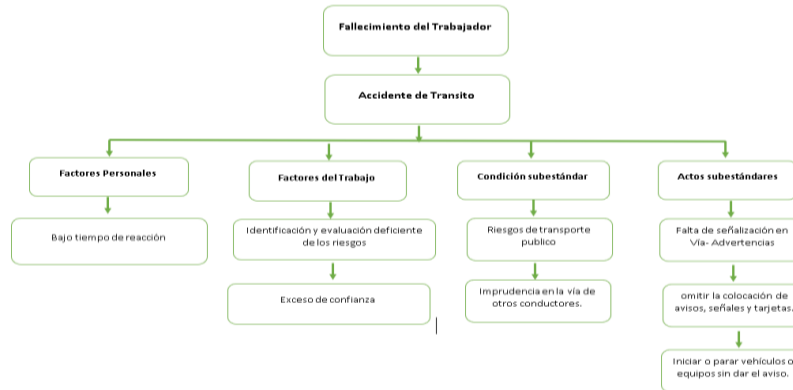 Fallecimiento del Trabajador
Accidente de Transito
Factores Personales
Factores del Trabajo
Condición subestándar
Actos subestándares
Bajo tiempo de reacción
Identificación y evaluación deficiente
de los riesgos
Exceso de confianza
Riesgos de transporte
publico
Imprudencia en la vía de
otros conductores.
Falta de señalización en
Vía- Advertencias
omitir la colocación de
avisos, señales y tarjetas.
Iniciar o parar vehículos o
equipos sin dar el aviso.